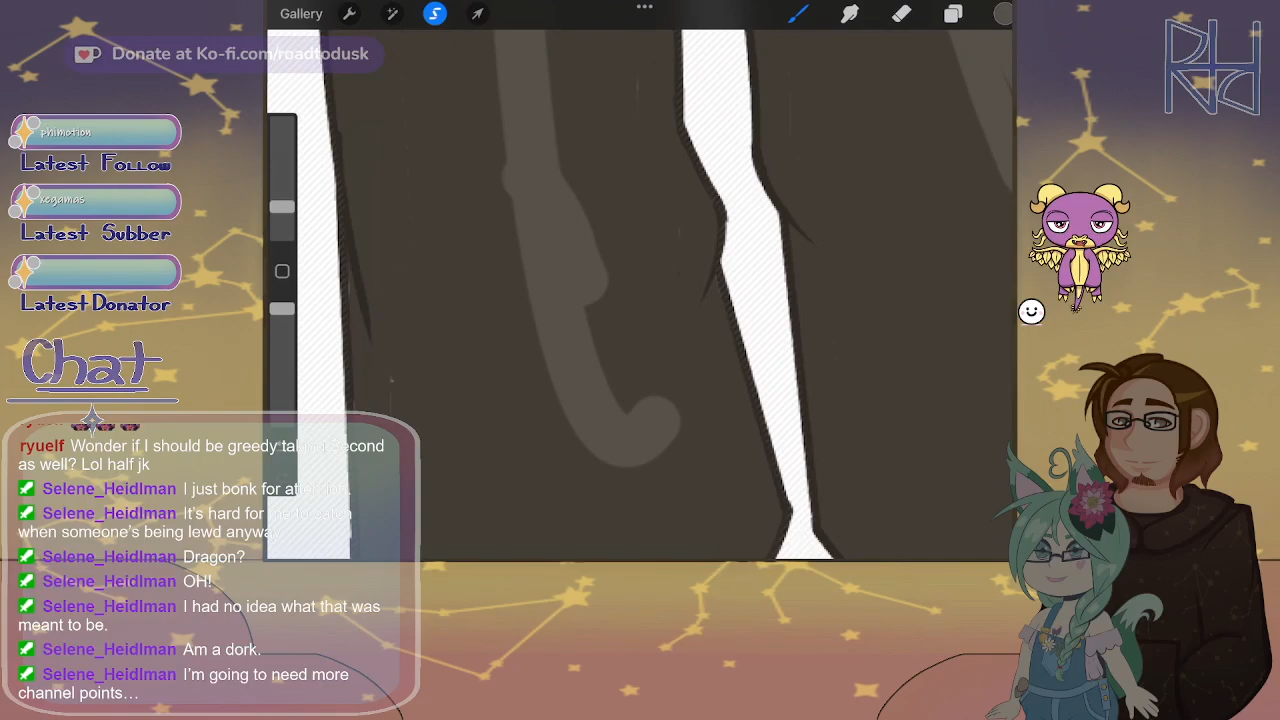 Gallery
Donate at Ko-fi.com/roadtodusk
phimotion
Latest Follow
xegamas
Latest Subber
Latest Donator
Chat
ryuelf Wonder if I should be greedy second
as well? Lol half jk
Selene_Heidlman I just bonk for
Selene_Heidlman It's hard for
when someone's being lewd anyway
Selene_Heidlman Dragon?
Selene_Heidlman OH!
Selene_Heidlman I had no idea what that was
meant to be.
Selene_Heidlman Am a dork.
Selene_Heidlman I'm going to need more
channel points…